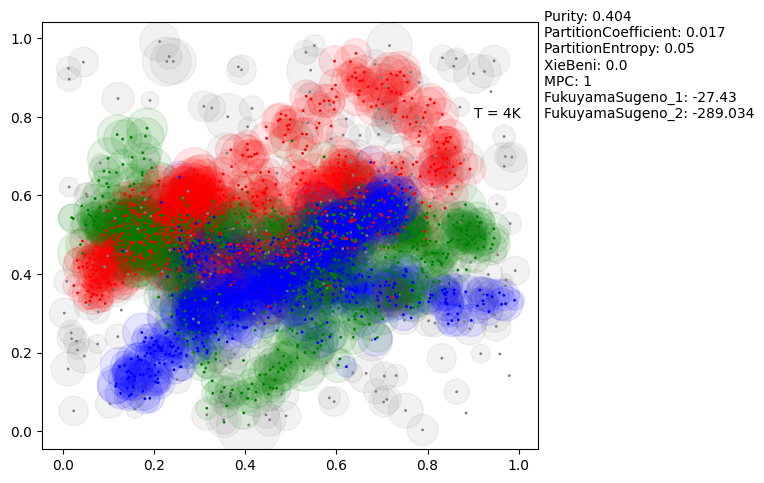 Purity: 0.404
PartitionCoefficient: 0.017
PartitionEntropy: 0.05
XieBeni: 0.0
MPC: 1
FukuyamaSugeno_1: -27.43
FukuyamaSugeno_2: -289.034
T = 4K
1.0
0.8
0.6
0.4
0.2
0.0
0.0 0.2 0.4 0.6 0.8 1.0